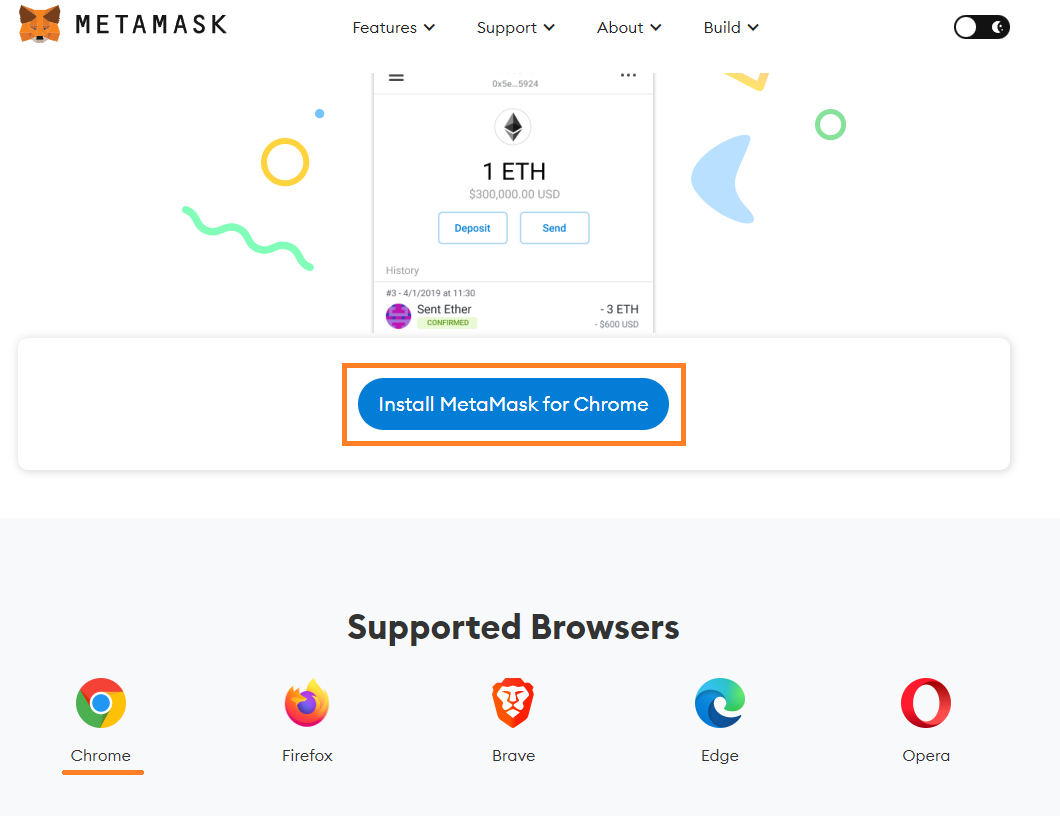 METAMASK
Features Support About Build
0x5e...5924
1 ETH
$300,000.00 USD
Deposit Send
History
#3 - 4/1/2019 at 11:30
Sent Ether - 3 ETH
CONFIRMED - $600 USD
Install MetaMask for Chrome
Supported Browsers
Chrome Firefox Brave Edge Opera